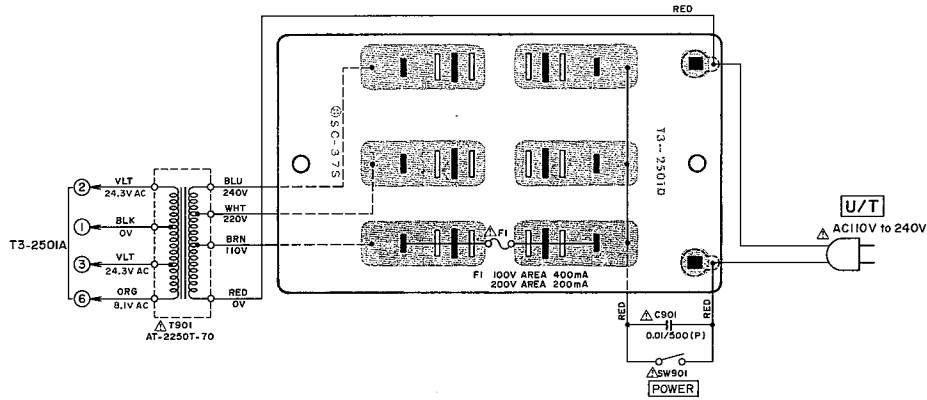 RED
② VLT
24.3V AC
① BLK
0V
T3-2501A
③ VLT
24.3V AC
⑥ ORG
8.1V AC
⚠ T901
AT-2250T-70
BLU
240V
WHT
220V
BRN
110V
RED
0V
SC-37S
T3-2501D
⚠ F1
F1 100V AREA 400mA
200V AREA 200mA
U/T
⚠ AC110V to 240V
RED
RED
⚠ C901
0.01/500(P)
⚠SW901
POWER